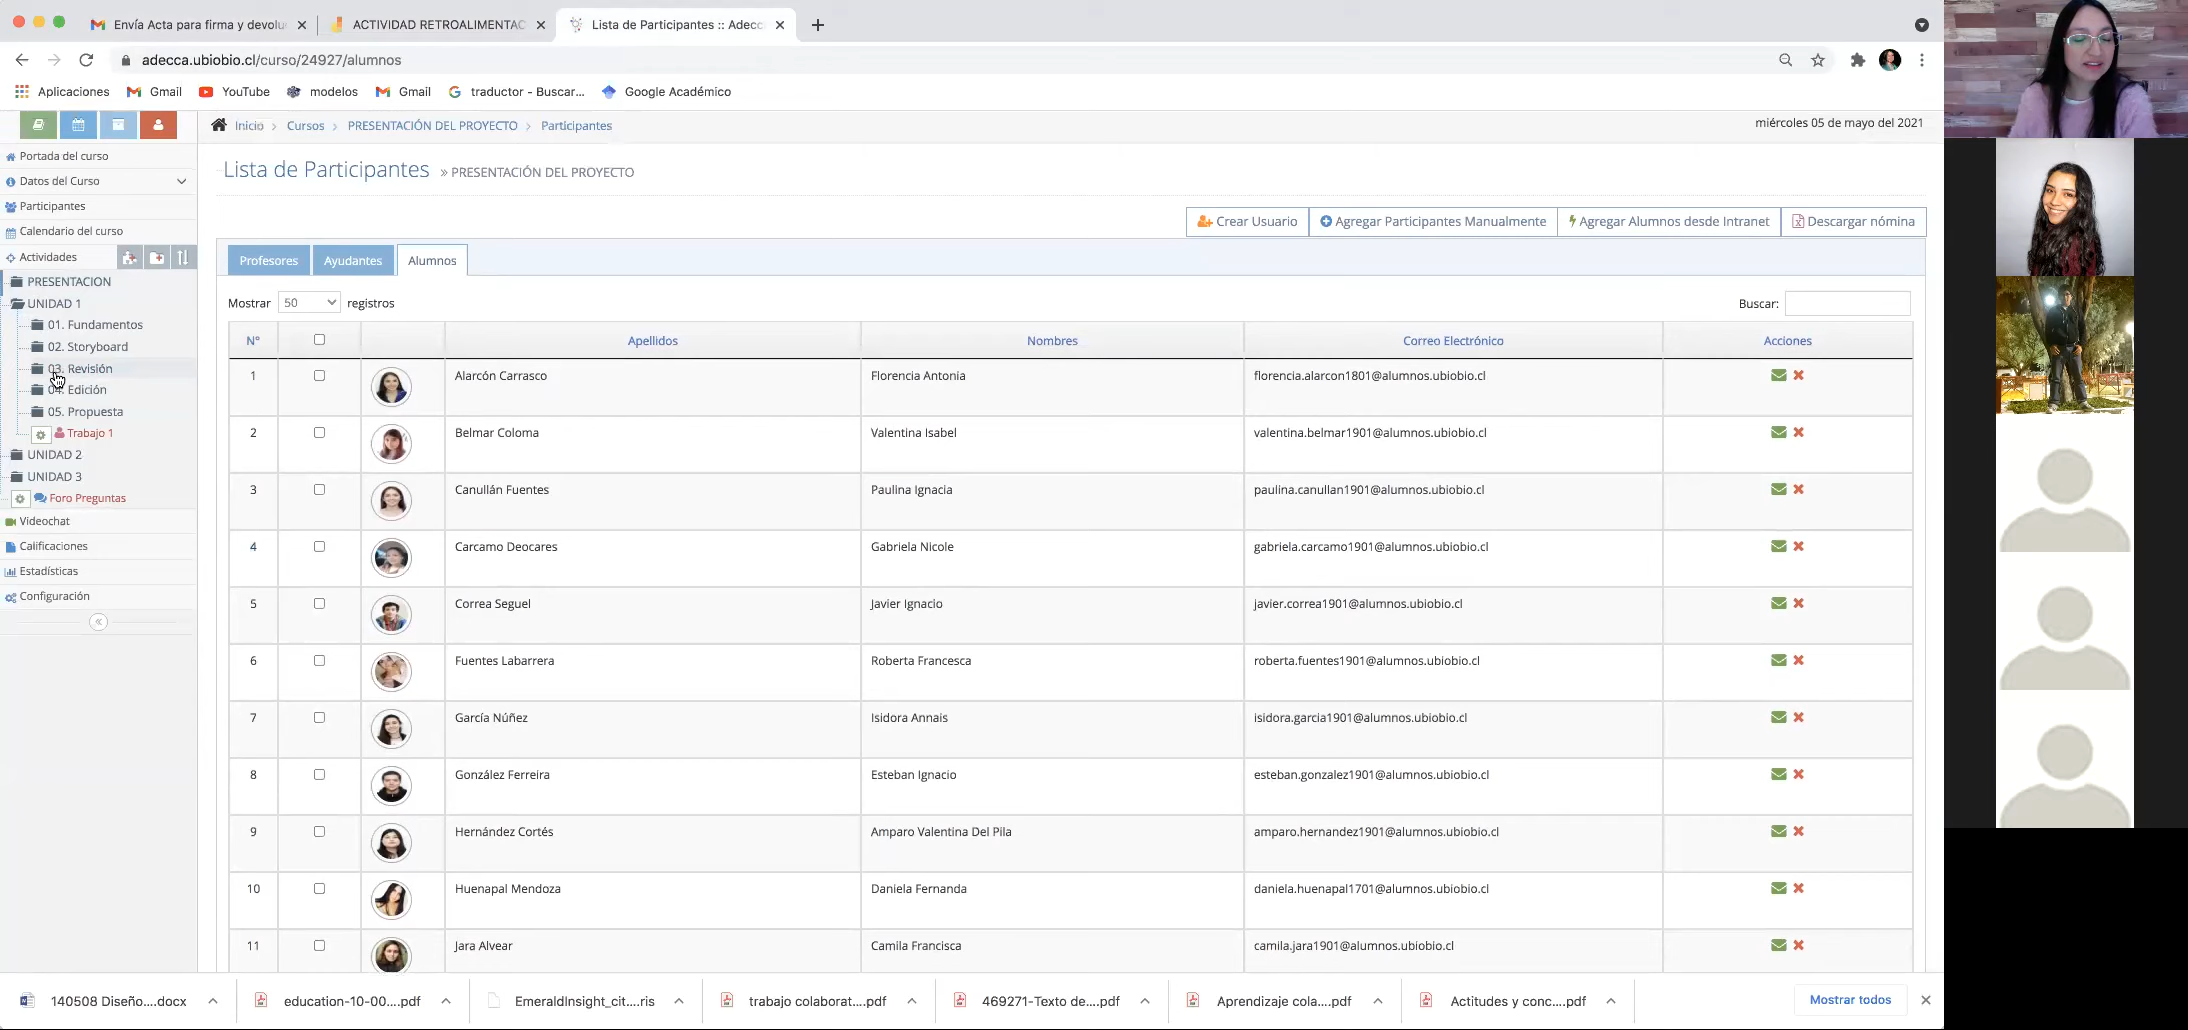 Envía Acta para firma y devolu
ACTIVIDAD RETROALIMENTAC
Lista de Participantes :: Adecc
adecca.ubiobio.cl/curso/24927/alumnos
Aplicaciones
Gmail
YouTube
modelos
Gmail
traductor - Buscar...
Google Académico
Inicio > Cursos > PRESENTACIÓN DEL PROYECTO > Participantes
miércoles 05 de mayo del 2021
Portada del curso
Datos del Curso
Participantes
Calendario del curso
Actividades
PRESENTACION
UNIDAD 1
01. Fundamentos
02. Storyboard
03. Revisión
04. Edición
05. Propuesta
Trabajo 1
UNIDAD 2
UNIDAD 3
Foro Preguntas
Videochat
Calificaciones
Estadísticas
Configuración
Lista de Participantes » PRESENTACIÓN DEL PROYECTO
Crear Usuario
Agregar Participantes Manualmente
Agregar Alumnos desde Intranet
Descargar nómina
Profesores
Ayudantes
Alumnos
Mostrar 50 registros
Buscar:
N° Apellidos Nombres Correo Electrónico Acciones
1 Alarcón Carrasco Florencia Antonia florencia.alarcon1801@alumnos.ubiobio.cl
2 Belmar Coloma Valentina Isabel valentina.belmar1901@alumnos.ubiobio.cl
3 Canullán Fuentes Paulina Ignacia paulina.canullan1901@alumnos.ubiobio.cl
4 Carcamo Deocares Gabriela Nicole gabriela.carcamo1901@alumnos.ubiobio.cl
5 Correa Seguel Javier Ignacio javier.correa1901@alumnos.ubiobio.cl
6 Fuentes Labarrera Roberta Francesca roberta.fuentes1901@alumnos.ubiobio.cl
7 García Núñez Isidora Annais isidora.garcia1901@alumnos.ubiobio.cl
8 González Ferreira Esteban Ignacio esteban.gonzalez1901@alumnos.ubiobio.cl
9 Hernández Cortés Amparo Valentina Del Pila amparo.hernandez1901@alumnos.ubiobio.cl
10 Huenapal Mendoza Daniela Fernanda daniela.huenapal1701@alumnos.ubiobio.cl
11 Jara Alvear Camila Francisca camila.jara1901@alumnos.ubiobio.cl
140508 Diseño....docx
education-10-00....pdf
EmeraldInsight_cit....ris
trabajo colaborat....pdf
469271-Texto de....pdf
Aprendizaje cola....pdf
Actitudes y conc....pdf
Mostrar todos